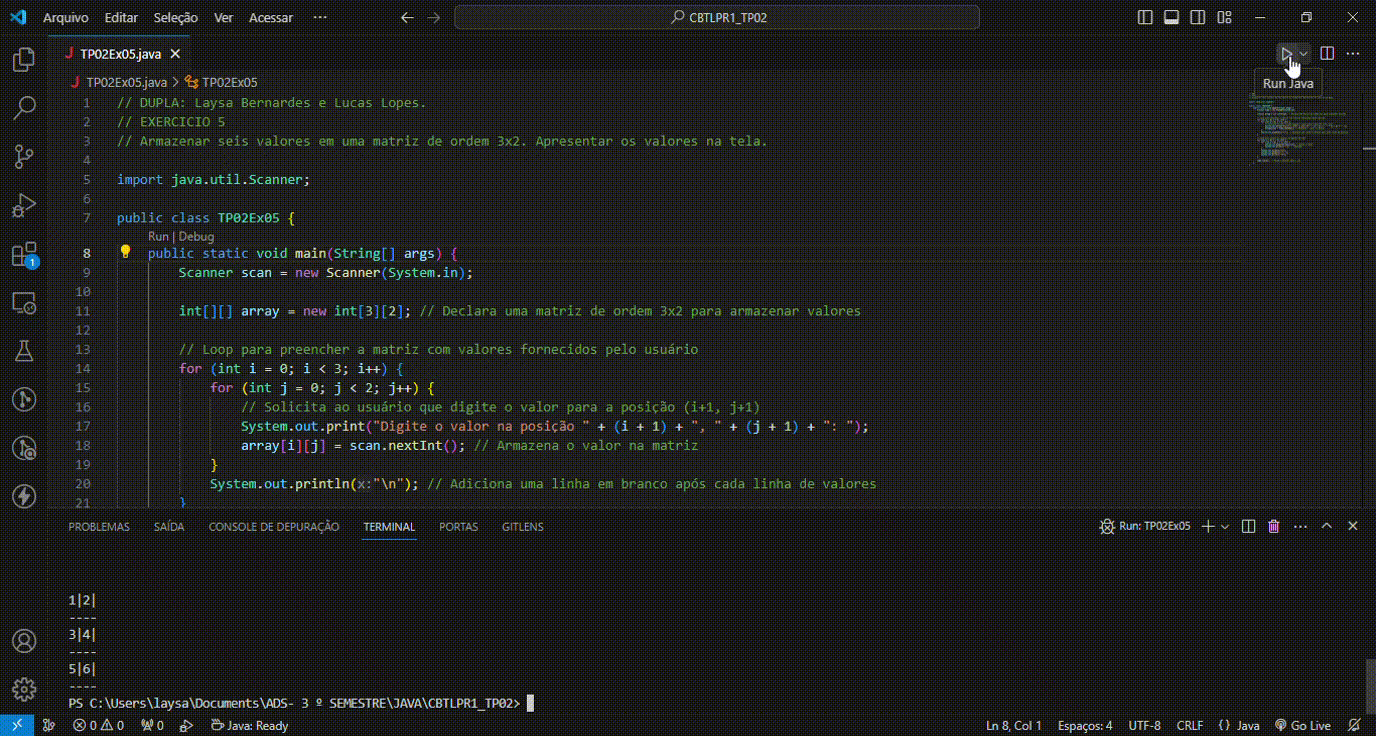 Arquivo Editar Seleção Ver Acessar ··· CBTLPR1_TP02
J TP02Ex05.java
Run Java
J TP02Ex05.java > TP02Ex05
1 // DUPLA: Laysa Bernardes e Lucas Lopes.
2 // EXERCICIO 5
3 // Armazenar seis valores em uma matriz de ordem 3x2. Apresentar os valores na tela.
4
5 import java.util.Scanner;
6
7 public class TP02Ex05 {
Run | Debug
8 public static void main(String[] args) {
9 Scanner scan = new Scanner(System.in);
10
11 int[][] array = new int[3][2]; // Declara uma matriz de ordem 3x2 para armazenar valores
12
13 // Loop para preencher a matriz com valores fornecidos pelo usuário
14 for (int i = 0; i < 3; i++) {
15 for (int j = 0; j < 2; j++) {
16 // Solicita ao usuário que digite o valor para a posição (i+1, j+1)
17 System.out.print("Digite o valor na posição " + (i + 1) + ", " + (j + 1) + ": ");
18 array[i][j] = scan.nextInt(); // Armazena o valor na matriz
19 }
20 System.out.println(x:"\n"); // Adiciona uma linha em branco após cada linha de valores
21 }
1
PROBLEMAS SAÍDA CONSOLE DE DEPURAÇÃO TERMINAL PORTAS GITLENS Run: TP02Ex05
1|2|
----
3|4|
----
5|6|
----
PS C:\Users\laysa\Documents\ADS- 3 º SEMESTRE\JAVA\CBTLPR1_TP02>
0 0 0 Java: Ready Ln 8, Col 1 Espaços: 4 UTF-8 CRLF {} Java Go Live